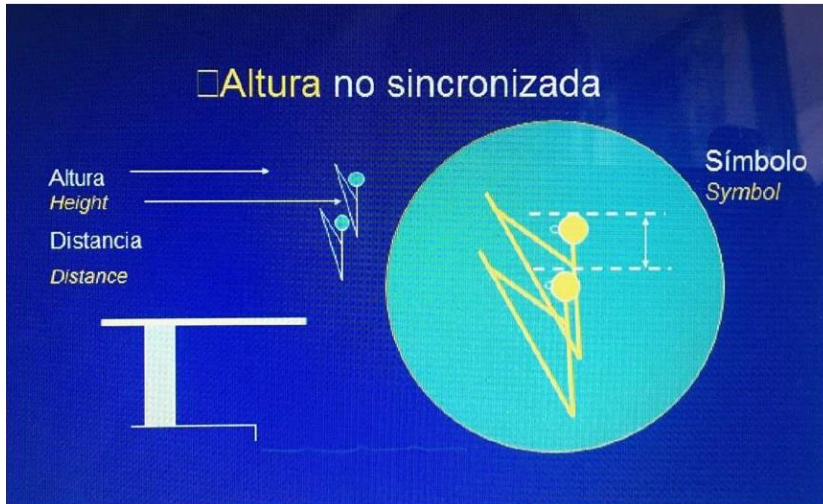 □Altura no sincronizada
Altura
Height
Distancia
Distance
Símbolo
Symbol